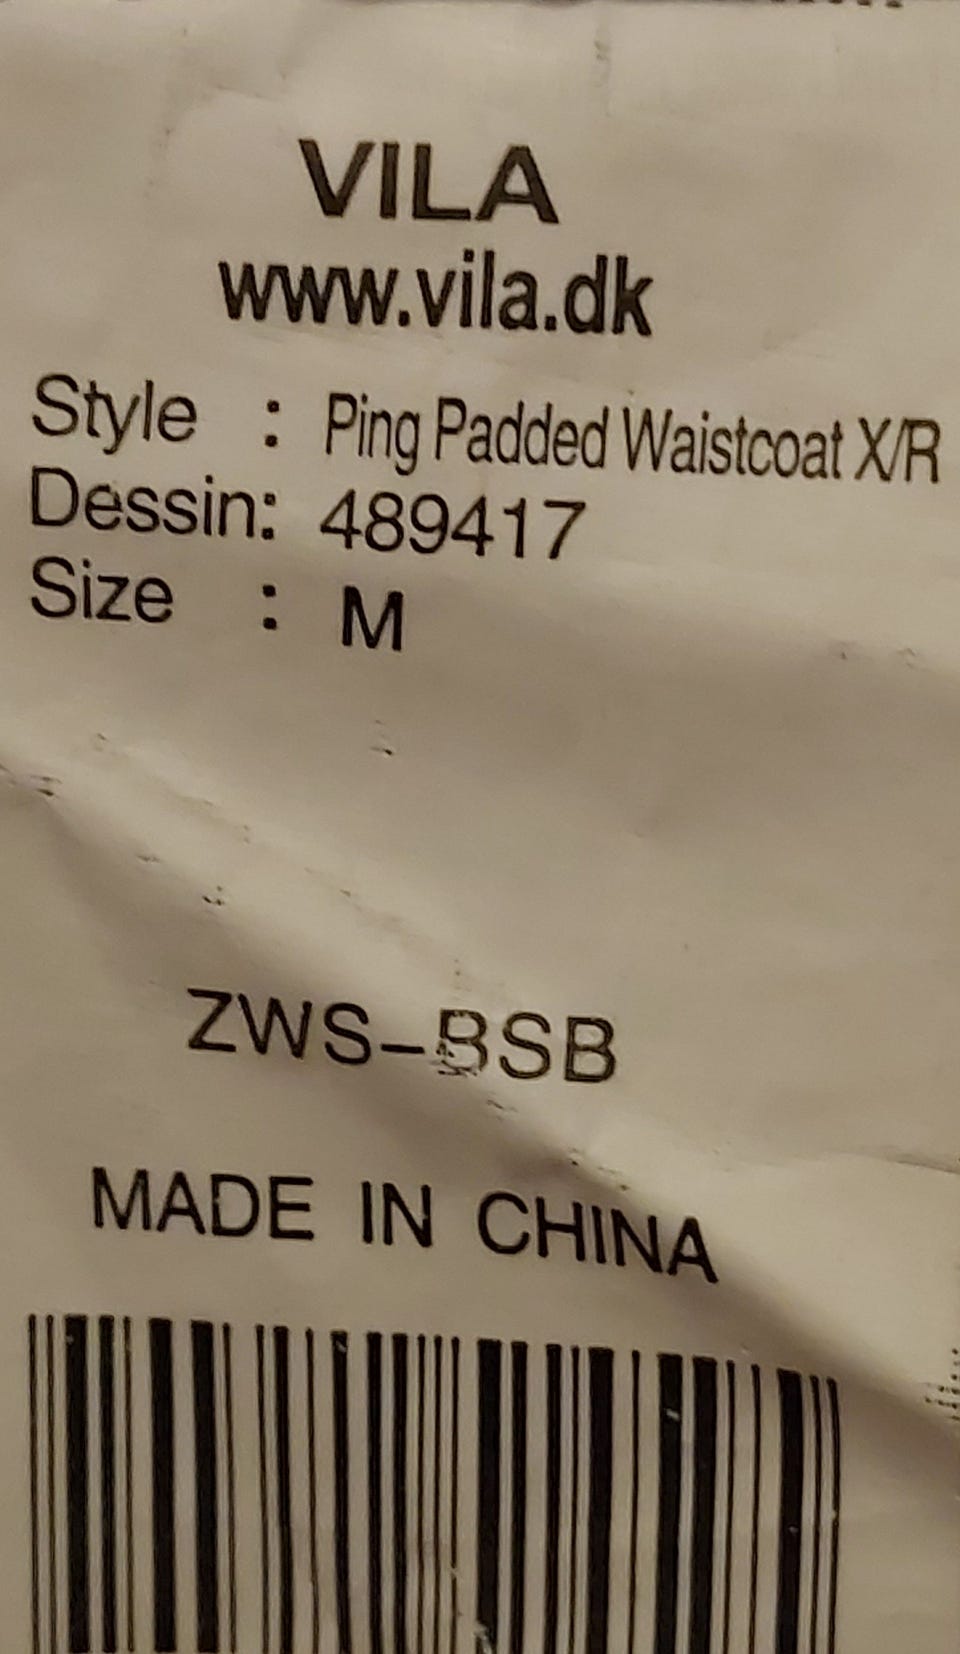 VILA
www.vila.dk
Style : Ping Padded Waistcoat X/R
Dessin: 489417
Size : M
ZWS-BSB
MADE IN CHINA